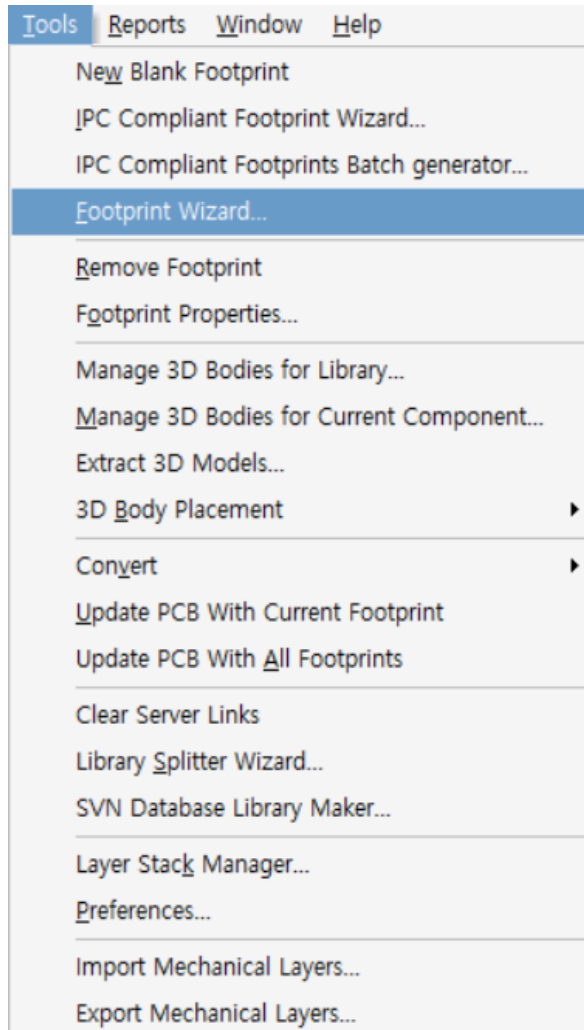 Tools Reports Window Help
New Blank Footprint
IPC Compliant Footprint Wizard...
IPC Compliant Footprints Batch generator...
Footprint Wizard...
Remove Footprint
Footprint Properties...
Manage 3D Bodies for Library...
Manage 3D Bodies for Current Component...
Extract 3D Models...
3D Body Placement
Convert
Update PCB With Current Footprint
Update PCB With All Footprints
Clear Server Links
Library Splitter Wizard...
SVN Database Library Maker...
Layer Stack Manager...
Preferences...
Import Mechanical Layers...
Export Mechanical Layers...